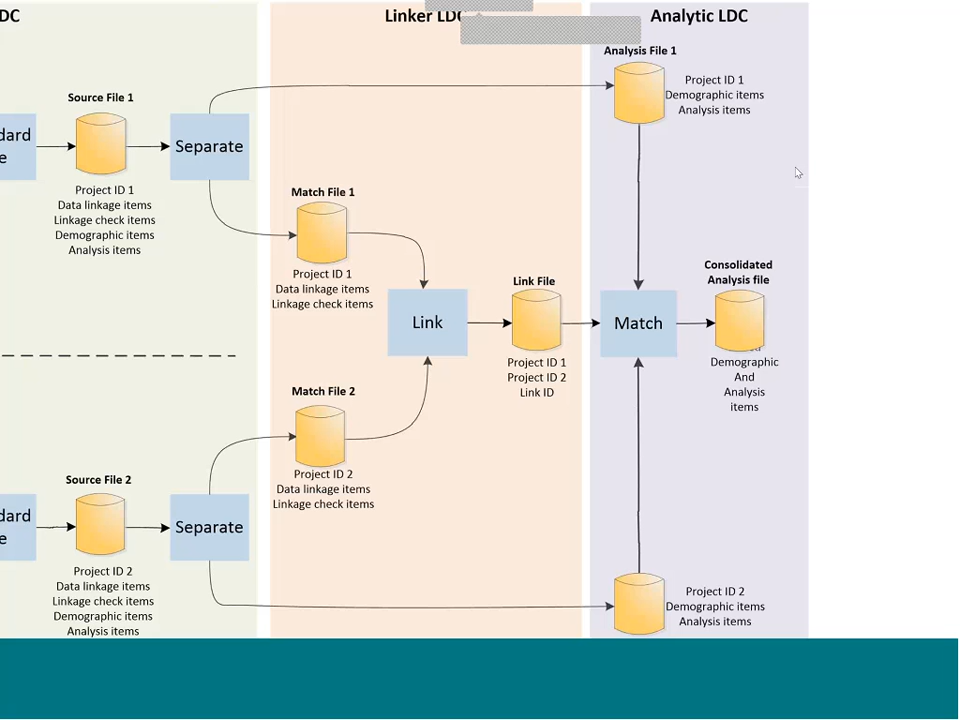 DC
Linker LDC
Analytic LDC
Analysis File 1
Project ID 1
Demographic items
Analysis items
Source File 1
dard
e
Separate
Project ID 1
Data linkage items
Linkage check items
Demographic items
Analysis items
Match File 1
Project ID 1
Data linkage items
Linkage check items
Link
Link File
Project ID 1
Project ID 2
Link ID
Match
Consolidated
Analysis file
Demographic
And
Analysis
items
Match File 2
Project ID 2
Data linkage items
Linkage check items
Source File 2
dard
e
Separate
Project ID 2
Data linkage items
Linkage check items
Demographic items
Analysis items
Project ID 2
Demographic items
Analysis items